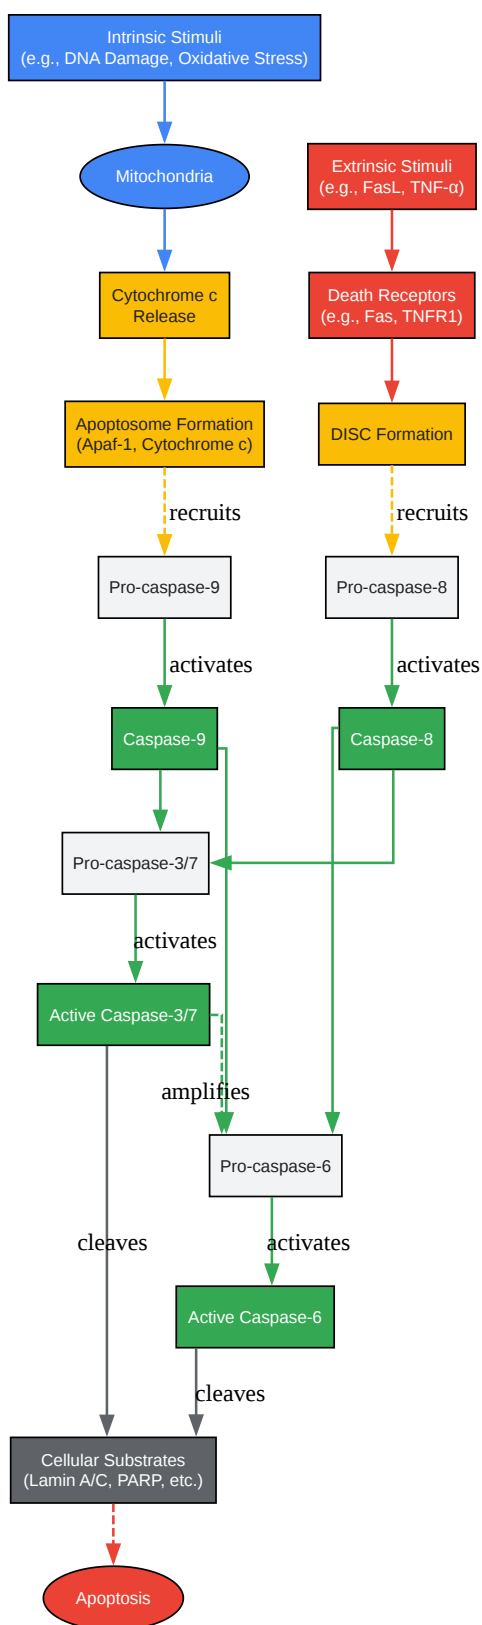 Intrinsic Stimuli
(e.g., DNA Damage, Oxidative Stress)
Mitochondria
Extrinsic Stimuli
(e.g., FasL, TNF-α)
Cytochrome c
Release
Death Receptors
(e.g., Fas, TNFR1)
Apoptosome Formation
(Apaf-1, Cytochrome c)
DISC Formation
recruits
recruits
Pro-caspase-9
Pro-caspase-8
activates
activates
Caspase-9
Caspase-8
Pro-caspase-3/7
activates
Active Caspase-3/7
amplifies
Pro-caspase-6
cleaves
activates
Active Caspase-6
cleaves
Cellular Substrates
(Lamin A/C, PARP, etc.)
Apoptosis